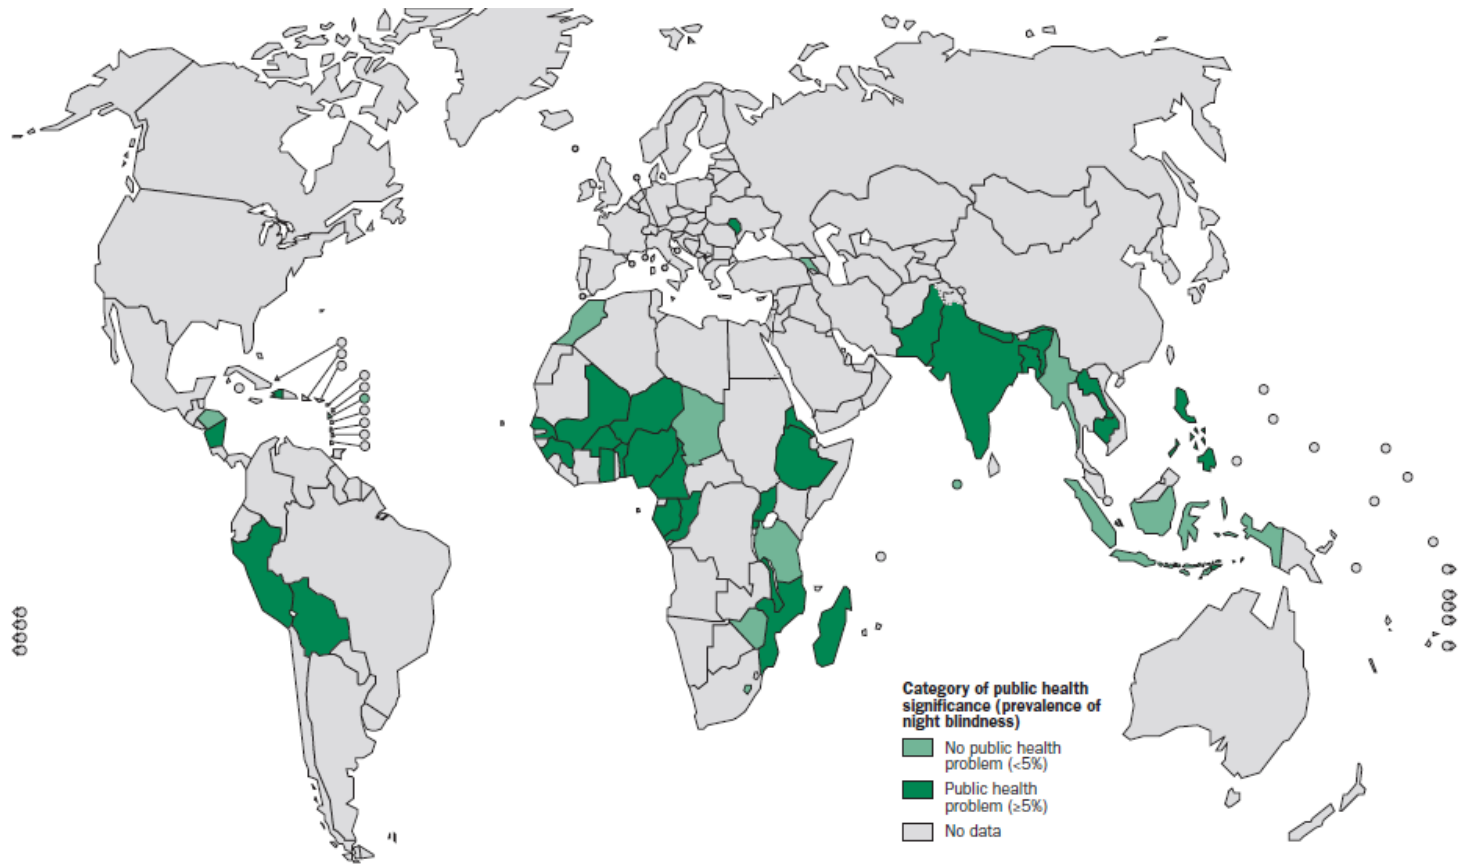 Category of public health
significance (prevalence of
night blindness)
No public health
problem (<5%)
Public health
problem (≥5%)
No data